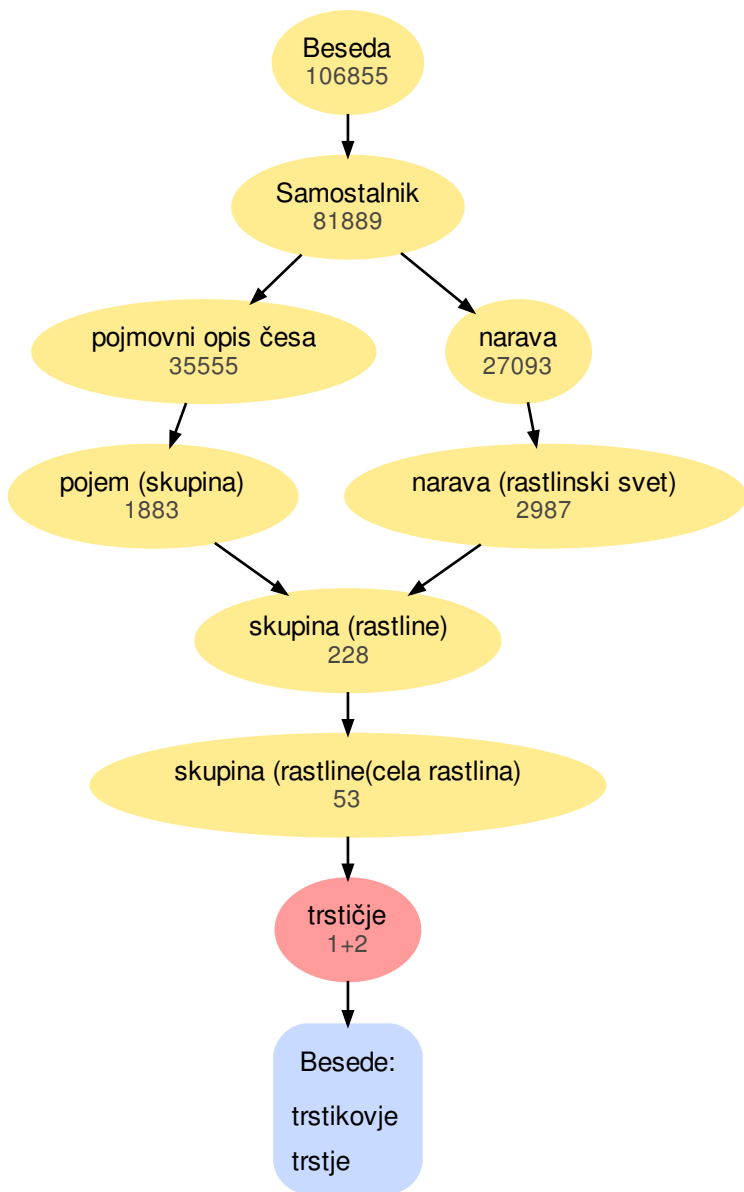 Beseda
106855
Samostalnik
81889
pojmovni opis česa
35555
narava
27093
pojem (skupina)
1883
narava (rastlinski svet)
2987
skupina (rastline)
228
skupina (rastline(cela rastlina)
53
trstičje
1+2
Besede:
trstikovje
trstje